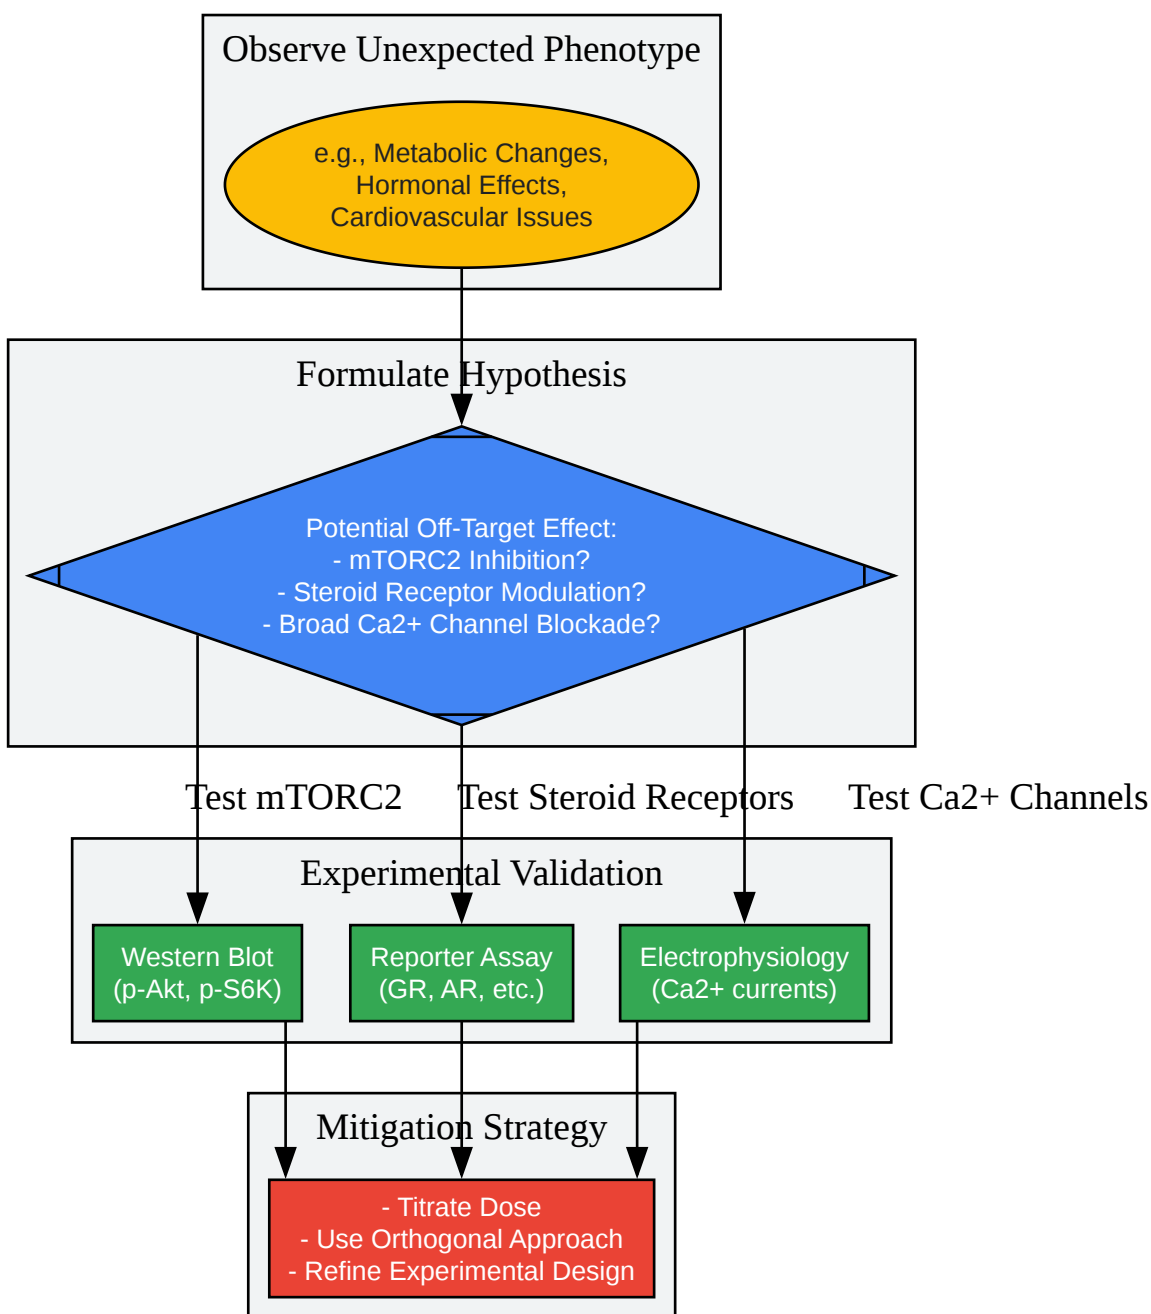 Observe Unexpected Phenotype
e.g., Metabolic Changes,
Hormonal Effects,
Cardiovascular Issues
Formulate Hypothesis
Potential Off-Target Effect:
- mTORC2 Inhibition?
- Steroid Receptor Modulation?
- Broad Ca2+ Channel Blockade?
Test mTORC2
Test Steroid Receptors
Test Ca2+ Channels
Experimental Validation
Western Blot
(p-Akt, p-S6K)
Reporter Assay
(GR, AR, etc.)
Electrophysiology
(Ca2+ currents)
Mitigation Strategy
- Titrate Dose
- Use Orthogonal Approach
- Refine Experimental Design